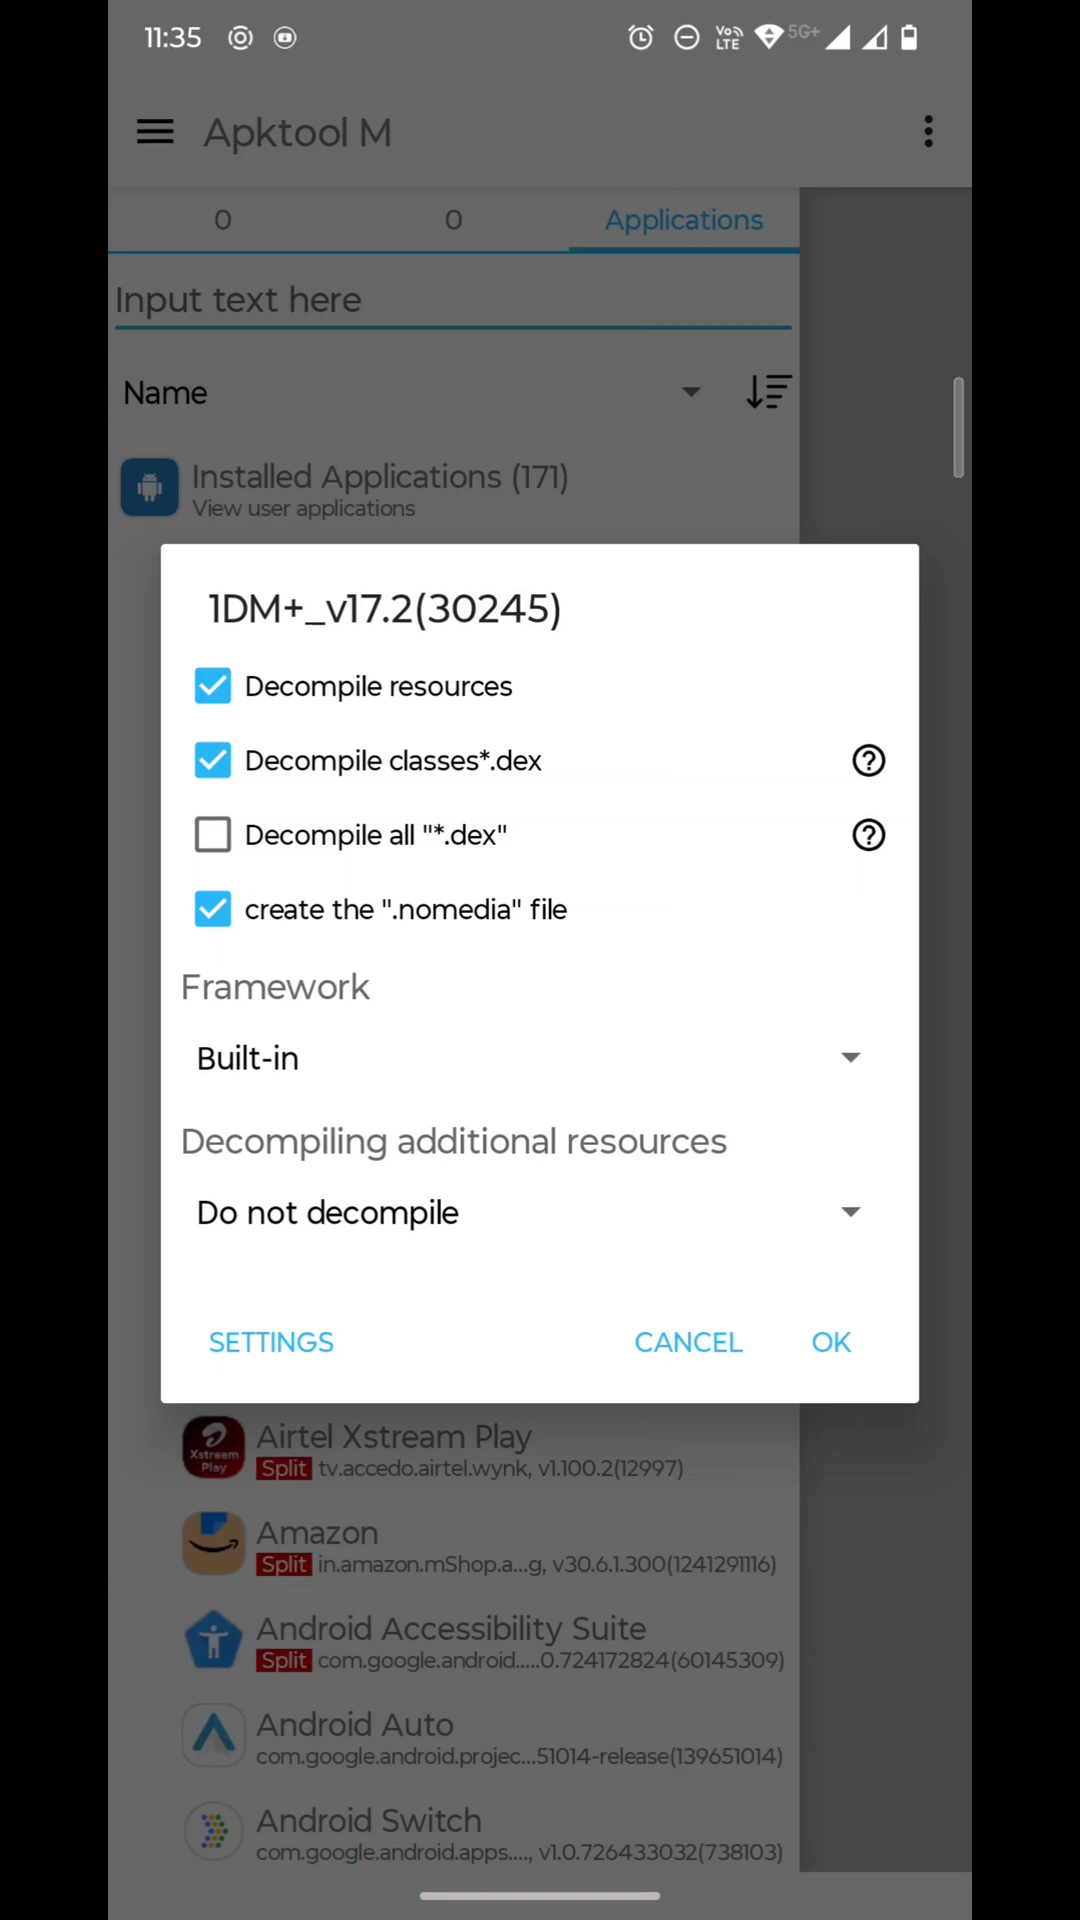 11:35
Vo LTE 5G+
Apktool M
0 0 Applications
Input text here
Name
Installed Applications (171)
View user applications
1DM+_v17.2(30245)
Decompile resources
Decompile classes*.dex
Decompile all "*.dex"
create the ".nomedia" file
Framework
Built-in
Decompiling additional resources
Do not decompile
SETTINGS CANCEL OK
Xstream Play
Airtel Xstream Play
Split tv.accedo.airtel.wynk, v1.100.2(12997)
Amazon
Split in.amazon.mShop.a...g, v30.6.1.300(1241291116)
Android Accessibility Suite
Split com.google.android.....0.724172824(60145309)
Android Auto
com.google.android.projec...51014-release(139651014)
Android Switch
com.google.android.apps...., v1.0.726433032(738103)